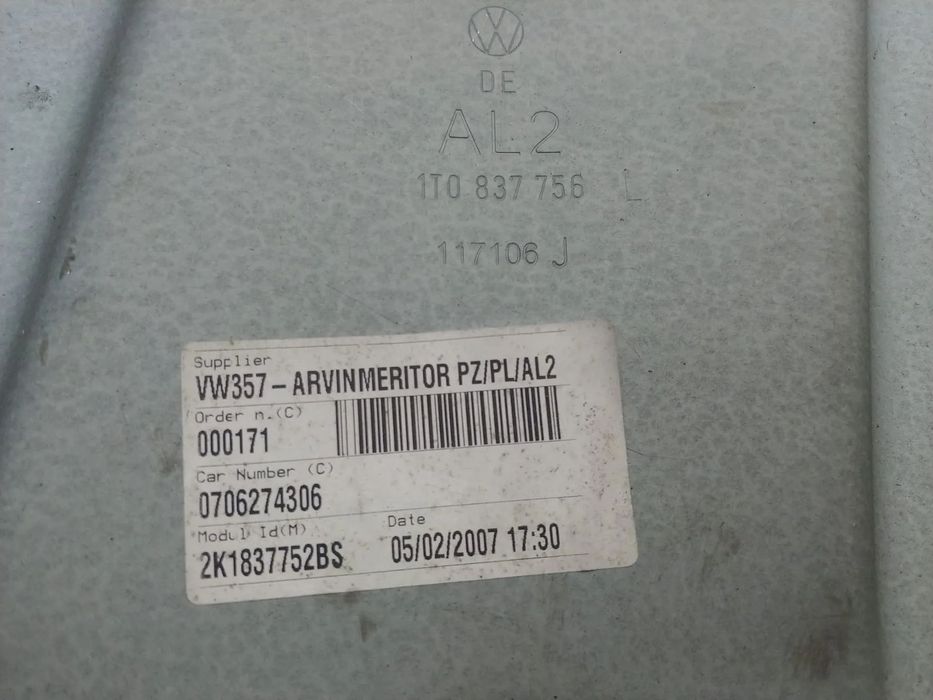 DE
AL2
1T0 837 756 L
117106 J
Supplier
VW357-ARVINMERITOR PZ/PL/AL2
Order n.(C)
000171
Car Number (C)
0706274306
Modul Id(M)
2K1837752BS
Date
05/02/2007 17:30